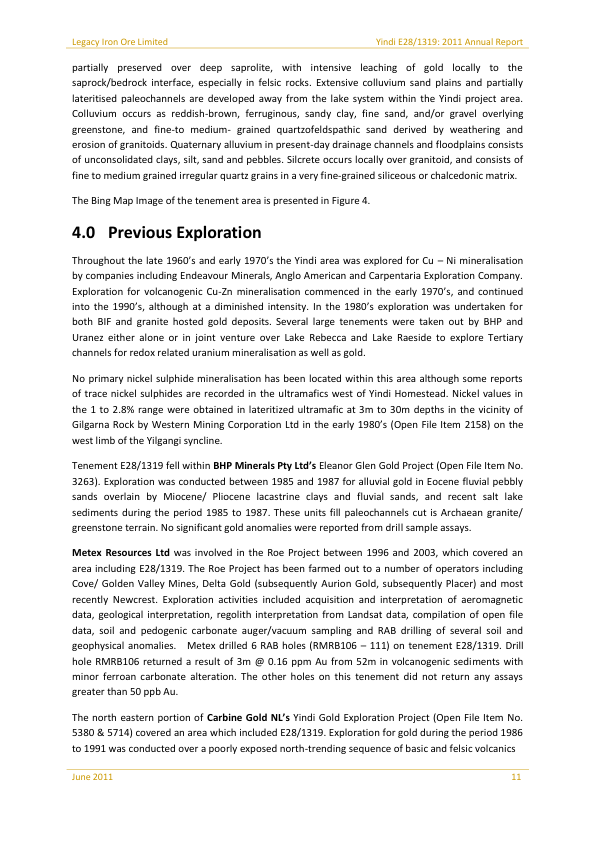 Legacy Iron Ore Limited Yindi E28/1319: 2011 Annual Report
partially preserved over deep saprolite, with intensive leaching of gold locally to the
saprock/bedrock interface, especially in felsic rocks. Extensive colluvium sand plains and partially
lateritised paleochannels are developed away from the lake system within the Yindi project area.
Colluvium occurs as reddish-brown, ferruginous, sandy clay, fine sand, and/or gravel overlying
greenstone, and fine-to medium- grained quartzofeldspathic sand derived by weathering and
erosion of granitoids. Quaternary alluvium in present-day drainage channels and floodplains consists
of unconsolidated clays, silt, sand and pebbles. Silcrete occurs locally over granitoid, and consists of
fine to medium grained irregular quartz grains in a very fine-grained siliceous or chalcedonic matrix.
The Bing Map Image of the tenement area is presented in Figure 4.
4.0 Previous Exploration
Throughout the late 1960's and early 1970's the Yindi area was explored for Cu – Ni mineralisation
by companies including Endeavour Minerals, Anglo American and Carpentaria Exploration Company.
Exploration for volcanogenic Cu-Zn mineralisation commenced in the early 1970's, and continued
into the 1990's, although at a diminished intensity. In the 1980's exploration was undertaken for
both BIF and granite hosted gold deposits. Several large tenements were taken out by BHP and
Uranez either alone or in joint venture over Lake Rebecca and Lake Raeside to explore Tertiary
channels for redox related uranium mineralisation as well as gold.
No primary nickel sulphide mineralisation has been located within this area although some reports
of trace nickel sulphides are recorded in the ultramafics west of Yindi Homestead. Nickel values in
the 1 to 2.8% range were obtained in lateritized ultramafic at 3m to 30m depths in the vicinity of
Gilgarna Rock by Western Mining Corporation Ltd in the early 1980's (Open File Item 2158) on the
west limb of the Yilgangi syncline.
Tenement E28/1319 fell within BHP Minerals Pty Ltd's Eleanor Glen Gold Project (Open File Item No.
3263). Exploration was conducted between 1985 and 1987 for alluvial gold in Eocene fluvial pebbly
sands overlain by Miocene/ Pliocene lacastrine clays and fluvial sands, and recent salt lake
sediments during the period 1985 to 1987. These units fill paleochannels cut is Archaean granite/
greenstone terrain. No significant gold anomalies were reported from drill sample assays.
Metex Resources Ltd was involved in the Roe Project between 1996 and 2003, which covered an
area including E28/1319. The Roe Project has been farmed out to a number of operators including
Cove/ Golden Valley Mines, Delta Gold (subsequently Aurion Gold, subsequently Placer) and most
recently Newcrest. Exploration activities included acquisition and interpretation of aeromagnetic
data, geological interpretation, regolith interpretation from Landsat data, compilation of open file
data, soil and pedogenic carbonate auger/vacuum sampling and RAB drilling of several soil and
geophysical anomalies. Metex drilled 6 RAB holes (RMRB106 – 111) on tenement E28/1319. Drill
hole RMRB106 returned a result of 3m @ 0.16 ppm Au from 52m in volcanogenic sediments with
minor ferroan carbonate alteration. The other holes on this tenement did not return any assays
greater than 50 ppb Au.
The north eastern portion of Carbine Gold NL's Yindi Gold Exploration Project (Open File Item No.
5380 & 5714) covered an area which included E28/1319. Exploration for gold during the period 1986
to 1991 was conducted over a poorly exposed north-trending sequence of basic and felsic volcanics
June 2011 11